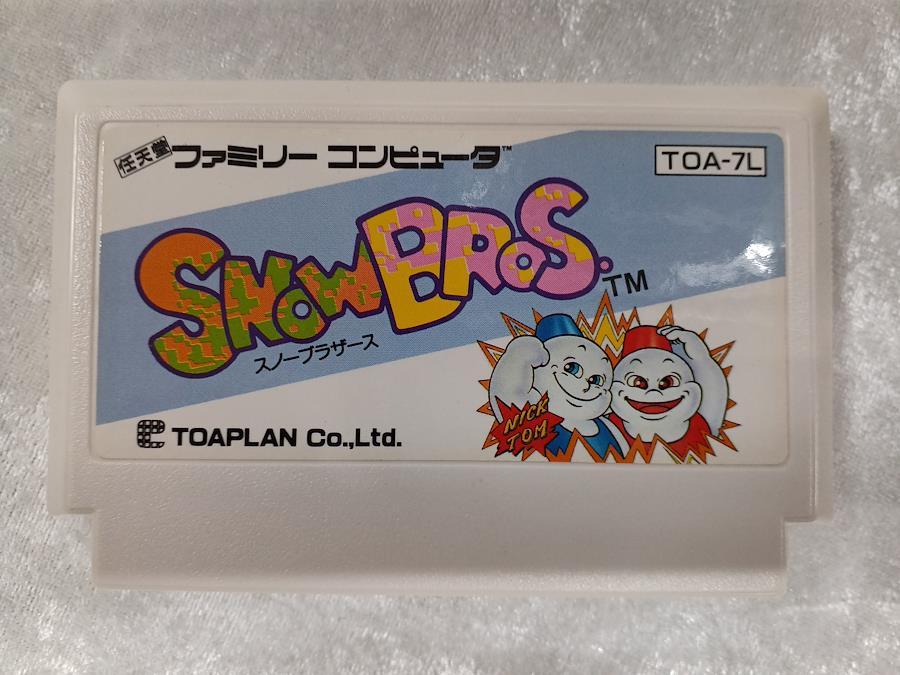 任天堂 ファミリー コンピュータ™
TOA-7L
SNOW BROS.™
スノーブラザース
NICK
TOM
TOAPLAN Co.,Ltd.